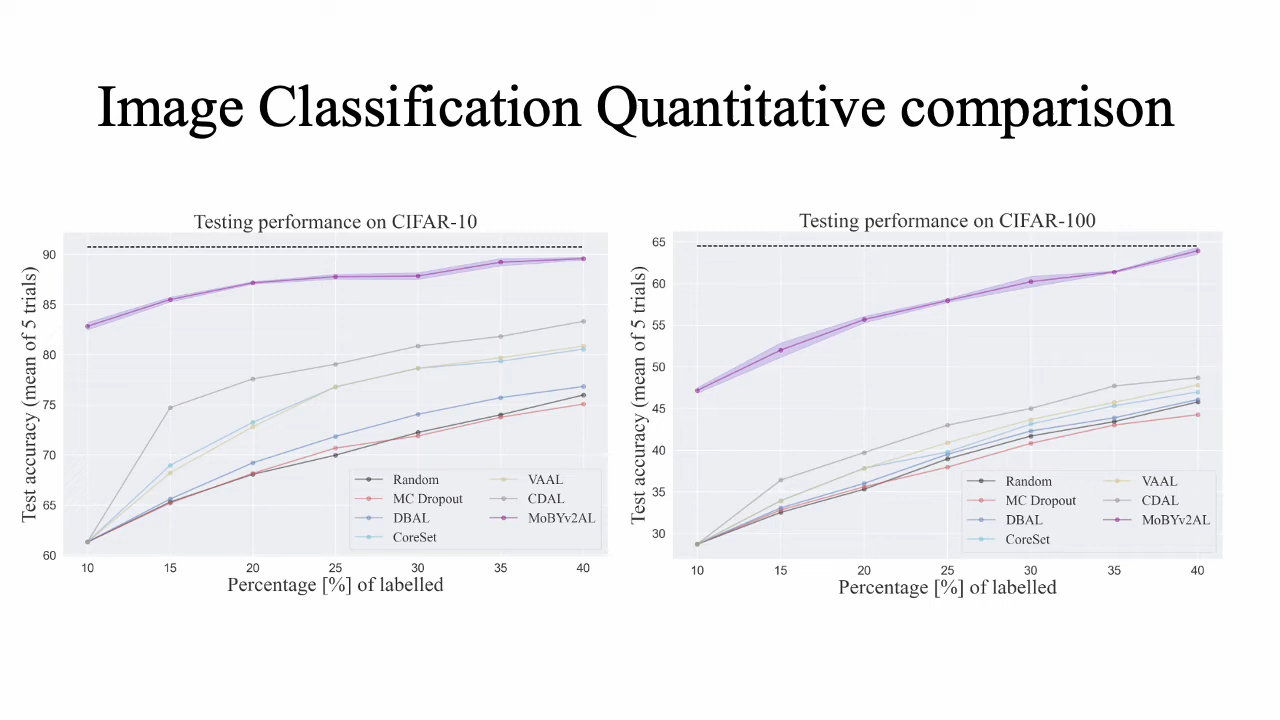 Image Classification Quantitative comparison
Testing performance on CIFAR-10
Test accuracy (mean of 5 trials)
90
85
80
75
70
65
60
10 15 20 25 30 35 40
Percentage [%] of labelled
Random
MC Dropout
DBAL
CoreSet
VAAL
CDAL
MoBYv2AL
Testing performance on CIFAR-100
Test accuracy (mean of 5 trials)
65
60
55
50
45
40
35
30
10 15 20 25 30 35 40
Percentage [%] of labelled
Random
MC Dropout
DBAL
CoreSet
VAAL
CDAL
MoBYv2AL